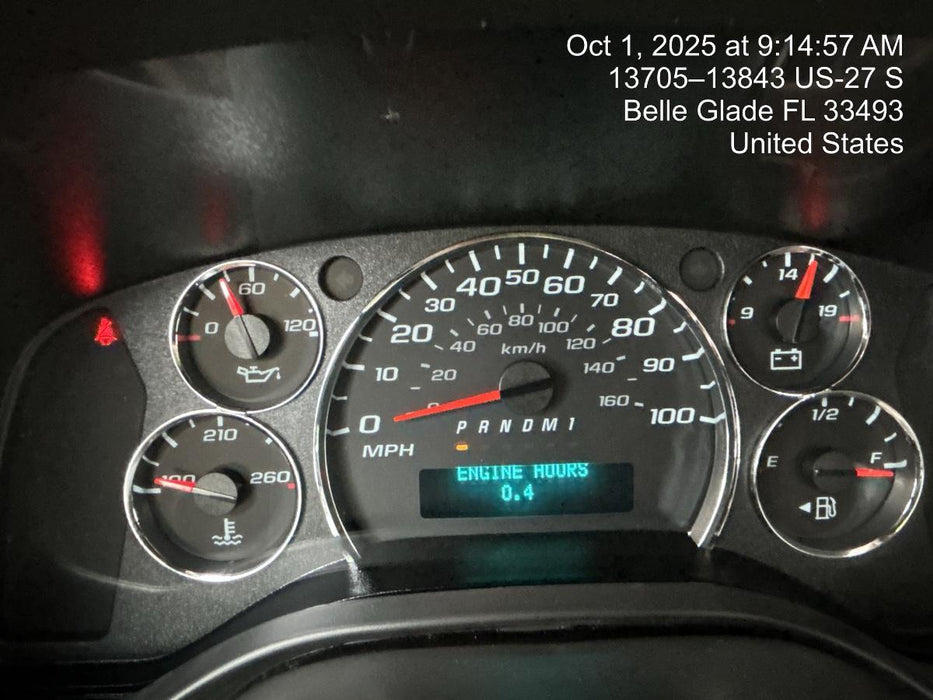 Oct 1, 2025 at 9:14:57 AM
13705–13843 US-27 S
Belle Glade FL 33493
United States
0 60 120
9 14 19
0 10 20 30 40 50 60 70 80 90 100
20 40 60 80 100 120 140 160
km/h
MPH
P R N D M 1
ENGINE HOURS
0.4
210 260
E 1/2 F